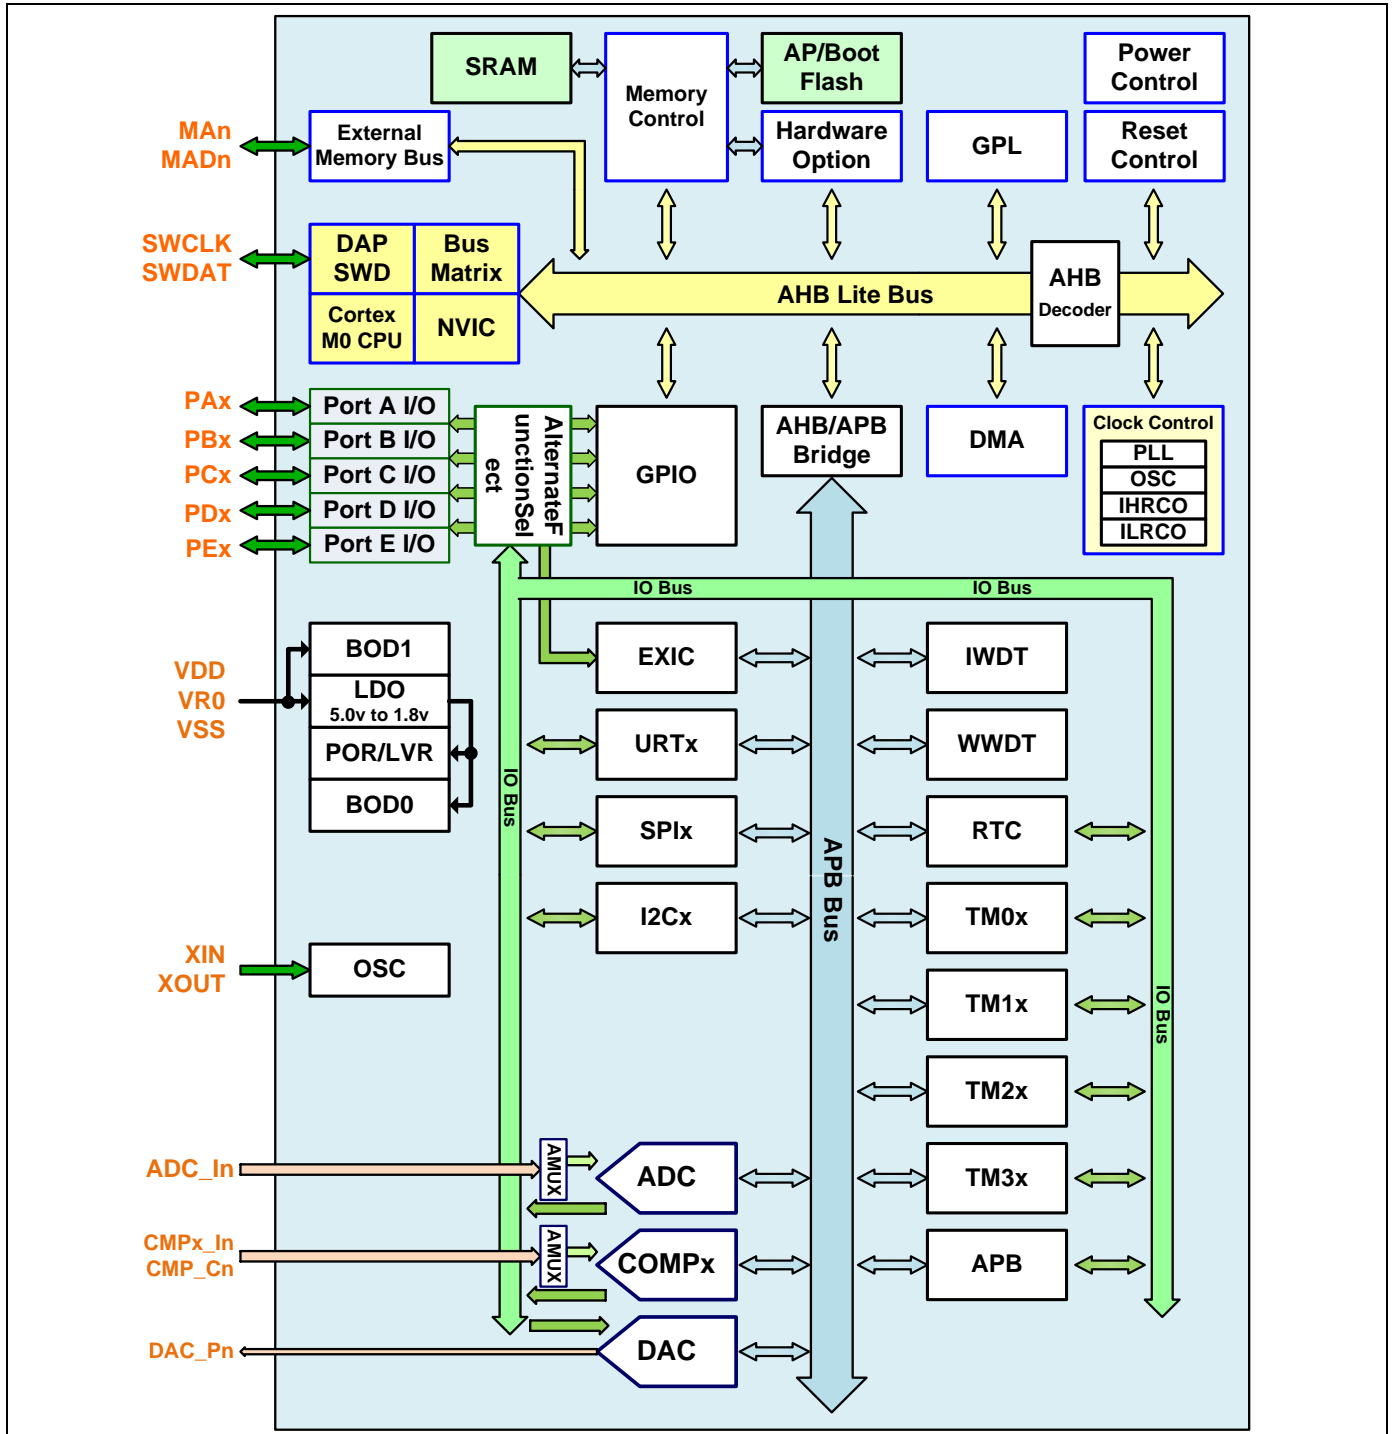 SRAM
Memory
Control
AP/Boot
Flash
Power
Control
MAn
MADn
External
Memory Bus
Hardware
Option
GPL
Reset
Control
SWCLK
SWDAT
DAP
SWD
Bus
Matrix
Cortex
M0 CPU
NVIC
AHB Lite Bus
AHB
Decoder
PAx
PBx
PCx
PDx
PEx
Port A I/O
Port B I/O
Port C I/O
Port D I/O
Port E I/O
AlternateF
unctionSel
ect
GPIO
AHB/APB
Bridge
DMA
Clock Control
PLL
OSC
IHRCO
ILRCO
IO Bus
IO Bus
VDD
VR0
VSS
BOD1
LDO
5.0v to 1.8v
POR/LVR
BOD0
IO Bus
EXIC
URTx
SPIx
I2Cx
APB Bus
IWDT
WWDT
RTC
TM0x
TM1x
TM2x
TM3x
APB
IO Bus
XIN
XOUT
OSC
ADC_In
AMUX
ADC
CMPx_In
CMP_Cn
AMUX
COMPx
DAC_Pn
DAC